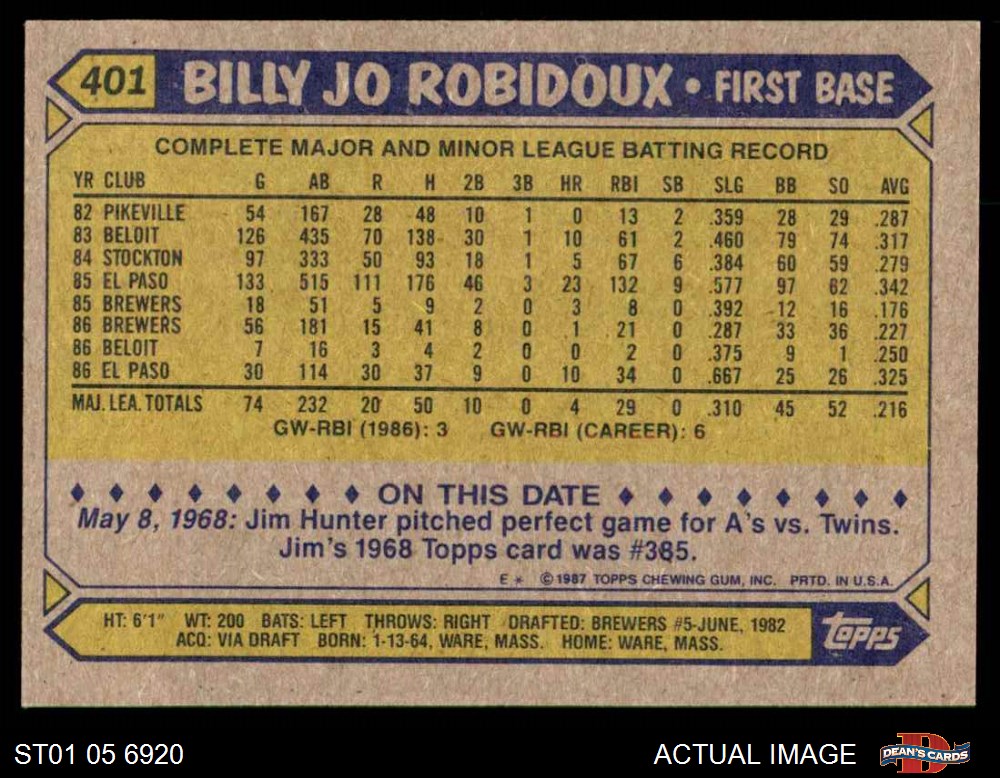 401 BILLY JO ROBIDOUX • FIRST BASE
COMPLETE MAJOR AND MINOR LEAGUE BATTING RECORD
YR CLUB G AB R H 2B 3B HR RBI SB SLG BB SO AVG
82 PIKEVILLE 54 167 28 48 10 1 0 13 2 .359 28 29 .287
83 BELOIT 126 435 70 138 30 1 10 61 2 .460 79 74 .317
84 STOCKTON 97 333 50 93 18 1 5 67 6 .384 60 59 .279
85 EL PASO 133 515 111 176 46 3 23 132 9 .577 97 62 .342
85 BREWERS 18 51 5 9 2 0 3 8 0 .392 12 16 .176
86 BREWERS 56 181 15 41 8 0 1 21 0 .287 33 36 .227
86 BELOIT 7 16 3 4 2 0 0 2 0 .375 9 1 .250
86 EL PASO 30 114 30 37 9 0 10 34 0 .667 25 26 .325
MAJ. LEA. TOTALS 74 232 20 50 10 0 4 29 0 .310 45 52 .216
GW-RBI (1986): 3 GW-RBI (CAREER): 6
♦ ♦ ♦ ♦ ♦ ♦ ♦ ♦ ON THIS DATE ♦ ♦ ♦ ♦ ♦ ♦ ♦ ♦
May 8, 1968: Jim Hunter pitched perfect game for A's vs. Twins.
Jim's 1968 Topps card was #385.
E * © 1987 TOPPS CHEWING GUM, INC. PRTD. IN U.S.A.
HT: 6'1" WT: 200 BATS: LEFT THROWS: RIGHT DRAFTED: BREWERS #5-JUNE, 1982
ACQ: VIA DRAFT BORN: 1-13-64, WARE, MASS. HOME: WARE, MASS.
topps
ST01 05 6920
ACTUAL IMAGE
D
DEAN'S CARDS